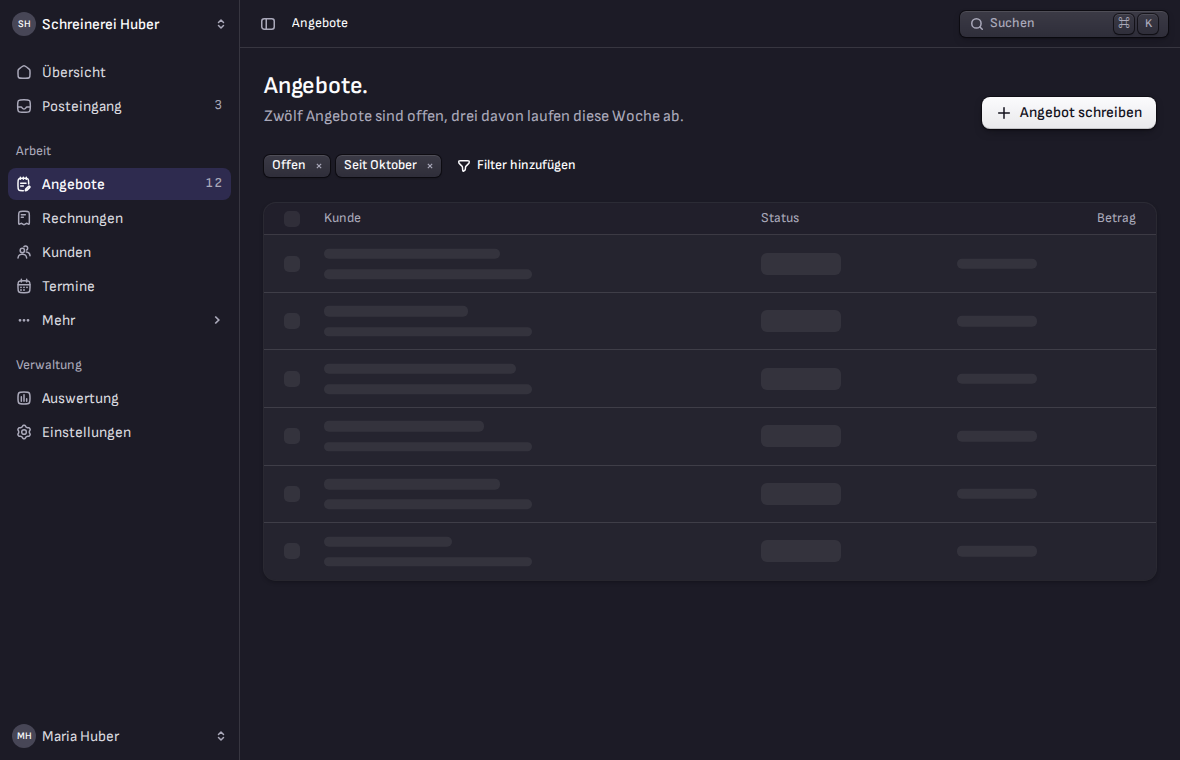 SH Schreinerei Huber
Angebote
Suchen ⌘ K
Übersicht
Posteingang 3
Arbeit
Angebote 12
Rechnungen
Kunden
Termine
Mehr
Verwaltung
Auswertung
Einstellungen
MH Maria Huber
Angebote.
Zwölf Angebote sind offen, drei davon laufen diese Woche ab.
Angebot schreiben
Offen × Seit Oktober × Filter hinzufügen
Kunde Status Betrag